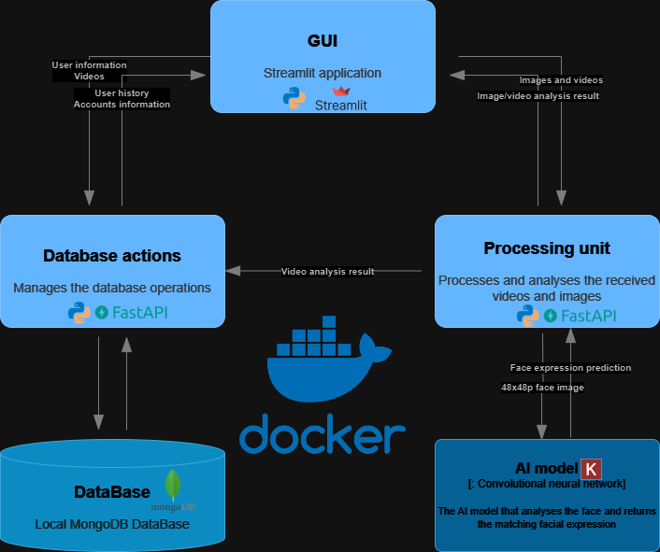 GUI
Streamlit application
Streamlit
User information
Videos
User history
Accounts information
Images and videos
Image/video analysis result
Database actions
Manages the database operations
FastAPI
Video analysis result
Processing unit
Processes and analyses the received
videos and images
FastAPI
docker
Face expression prediction
48x48p face image
DataBase
mongoDB
Local MongoDB DataBase
AI model K
[: Convolutional neural network]
The AI model that analyses the face and returns
the matching facial expression